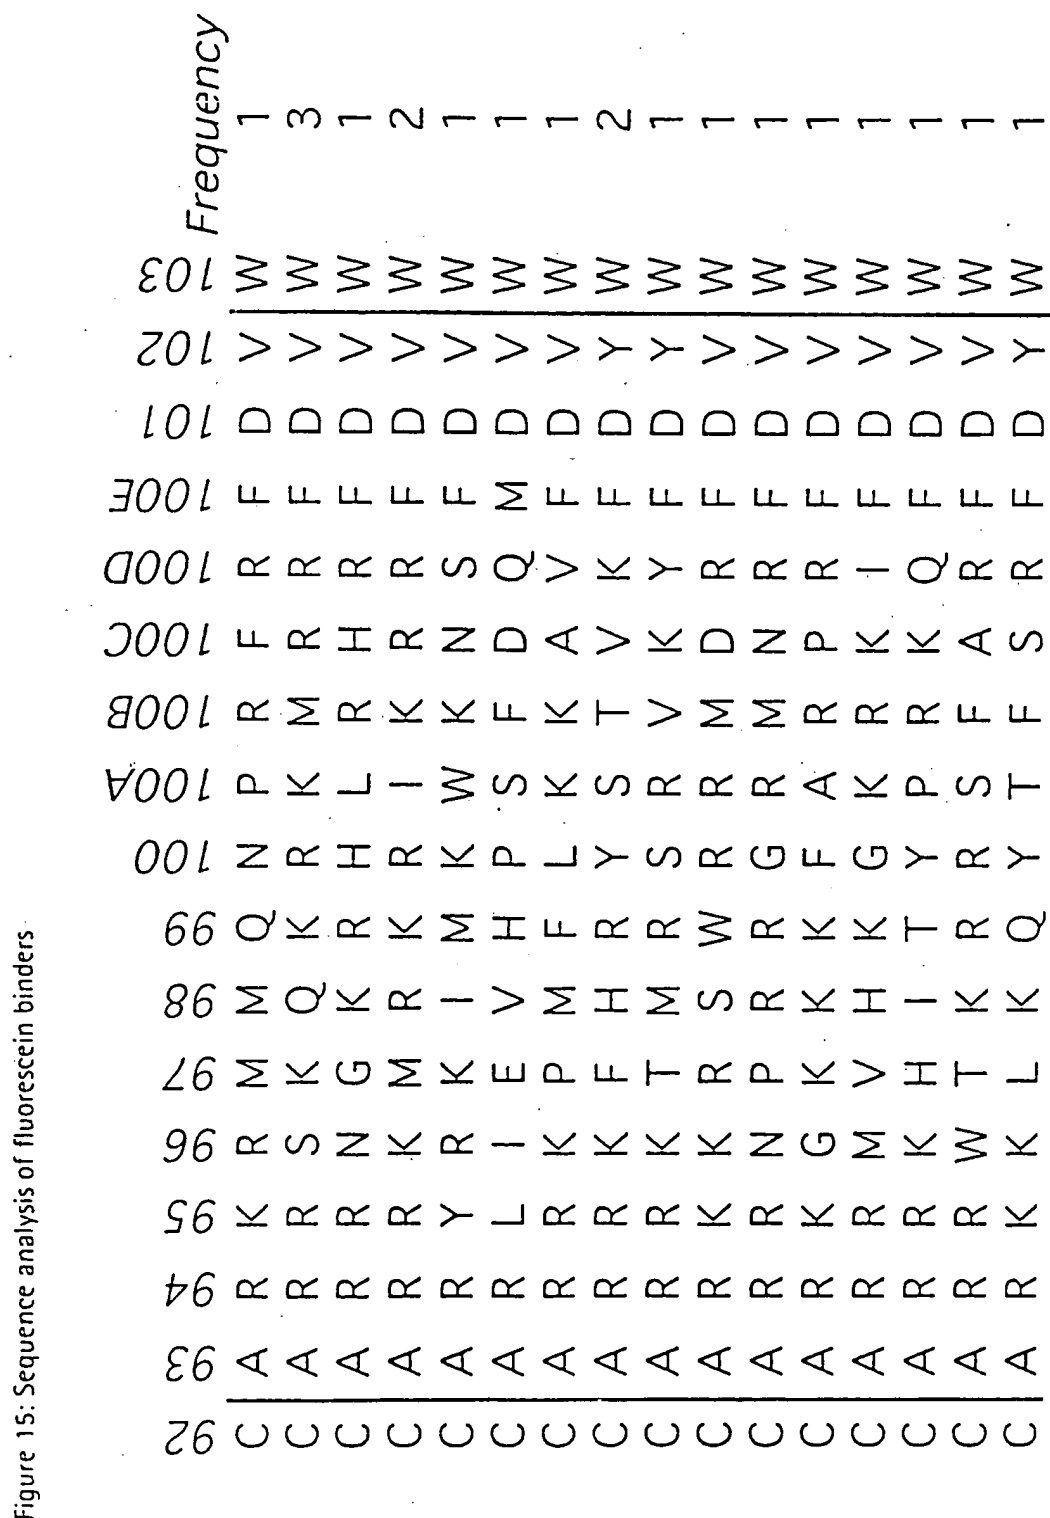 Figure 15: Sequence analysis of fluorescein binders
92 93 94 95 96 97 98 99 100 100A 100B 100C 100D 100E 101 102 103 Frequency
C A R K R M M Q N P R F R F D V W 1
C A R R S K Q K R K M R R F D V W 3
C A R R N G K R H L R H R F D V W 1
C A R R K M R K R I K R R F D V W 2
C A R Y R K I M K W K N S F D V W 1
C A R L I E V H P S F D Q M D V W 1
C A R R K P M F L K K A V F D V W 1
C A R R K F H R Y S T V K F D Y W 2
C A R R K T M R S R V K Y F D Y W 1
C A R K K R S W R R M D R F D V W 1
C A R R N P R R G R M N R F D V W 1
C A R K G K K K F A R P R F D V W 1
C A R R M V H K G K R K I F D V W 1
C A R R K H I T Y P R K Q F D V W 1
C A R R W T K R R S F A R F D V W 1
C A R K K L K Q Y T F S R F D Y W 1